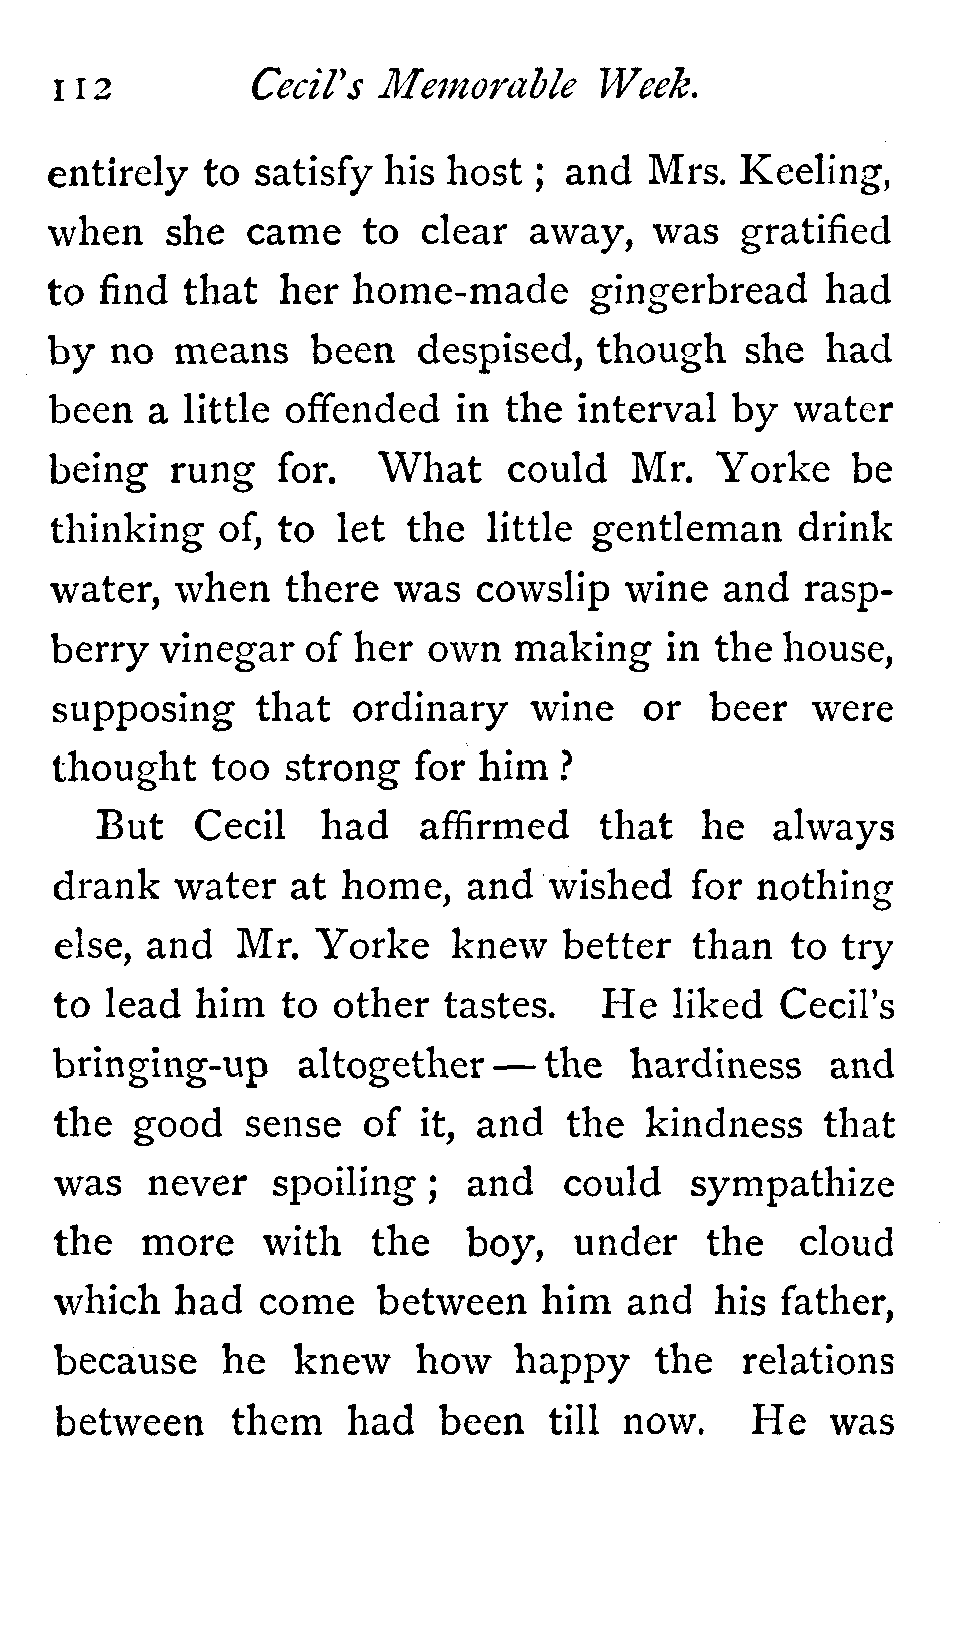 112 Cecil's Memorable Week.
entirely to satisfy his host ; and Mrs. Keeling,
when she came to clear away, was gratified
to find that her home-made gingerbread had
by no means been despised, though she had
been a little offended in the interval by water
being rung for. What could Mr. Yorke be
thinking of, to let the little gentleman drink
water, when there was cowslip wine and rasp-
berry vinegar of her own making in the house,
supposing that ordinary wine or beer were
thought too strong for him ?
But Cecil had affirmed that he always
drank water at home, and wished for nothing
else, and Mr. Yorke knew better than to try
to lead him to other tastes. He liked Cecil's
bringing-up altogether — the hardiness and
the good sense of it, and the kindness that
was never spoiling ; and could sympathize
the more with the boy, under the cloud
which had come between him and his father,
because he knew how happy the relations
between them had been till now. He was